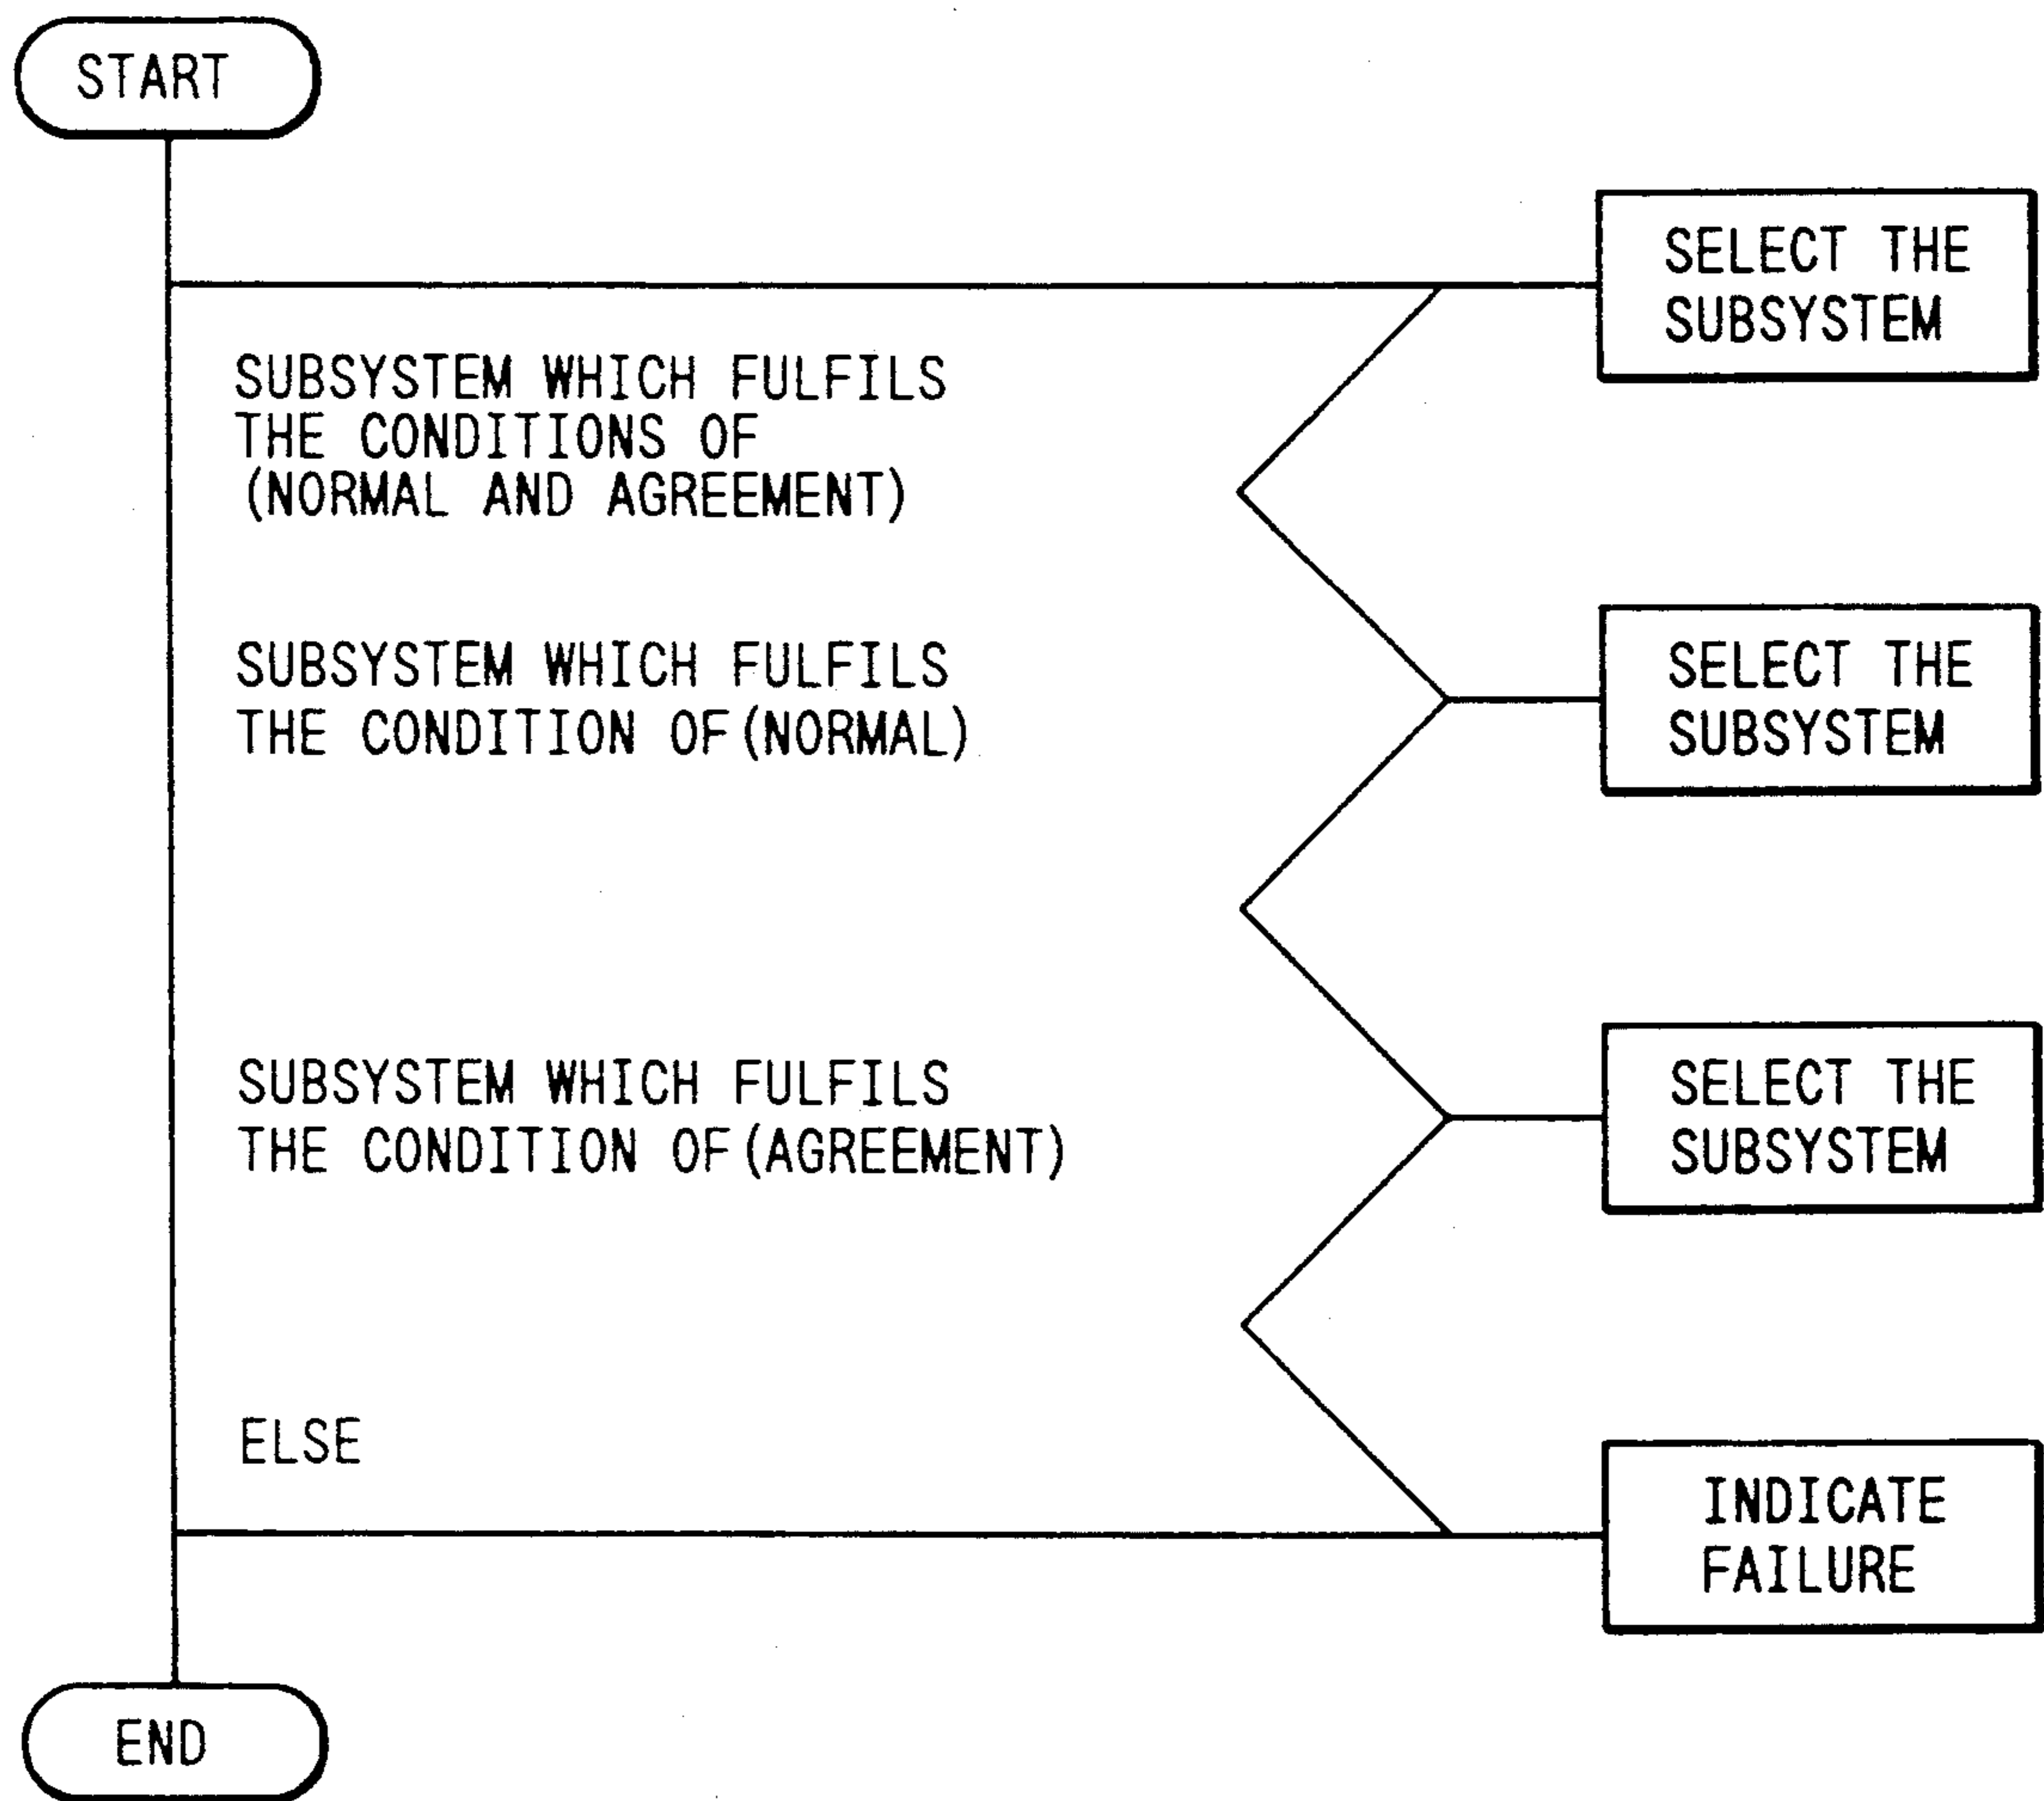 START
SELECT THE
SUBSYSTEM
SUBSYSTEM WHICH FULFILS
THE CONDITIONS OF
(NORMAL AND AGREEMENT)
SUBSYSTEM WHICH FULFILS
THE CONDITION OF (NORMAL)
SELECT THE
SUBSYSTEM
SUBSYSTEM WHICH FULFILS
THE CONDITION OF (AGREEMENT)
SELECT THE
SUBSYSTEM
ELSE
INDICATE
FAILURE
END